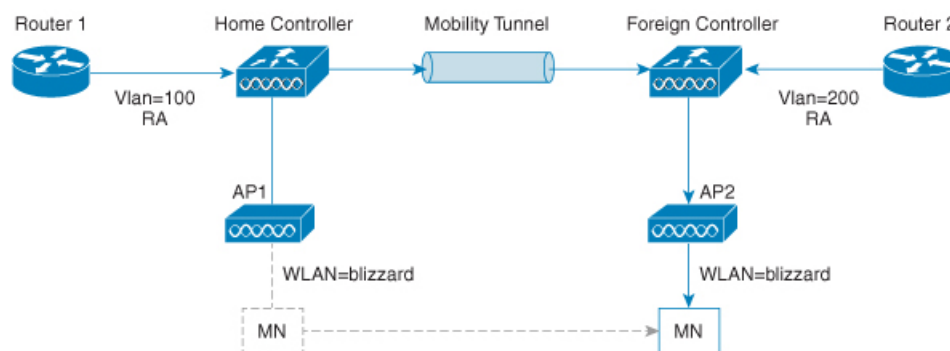 Router 1
Home Controller
Mobility Tunnel
Foreign Controller
Router 2
Vlan=100
RA
Vlan=200
RA
AP1
AP2
WLAN=blizzard
WLAN=blizzard
MN
MN